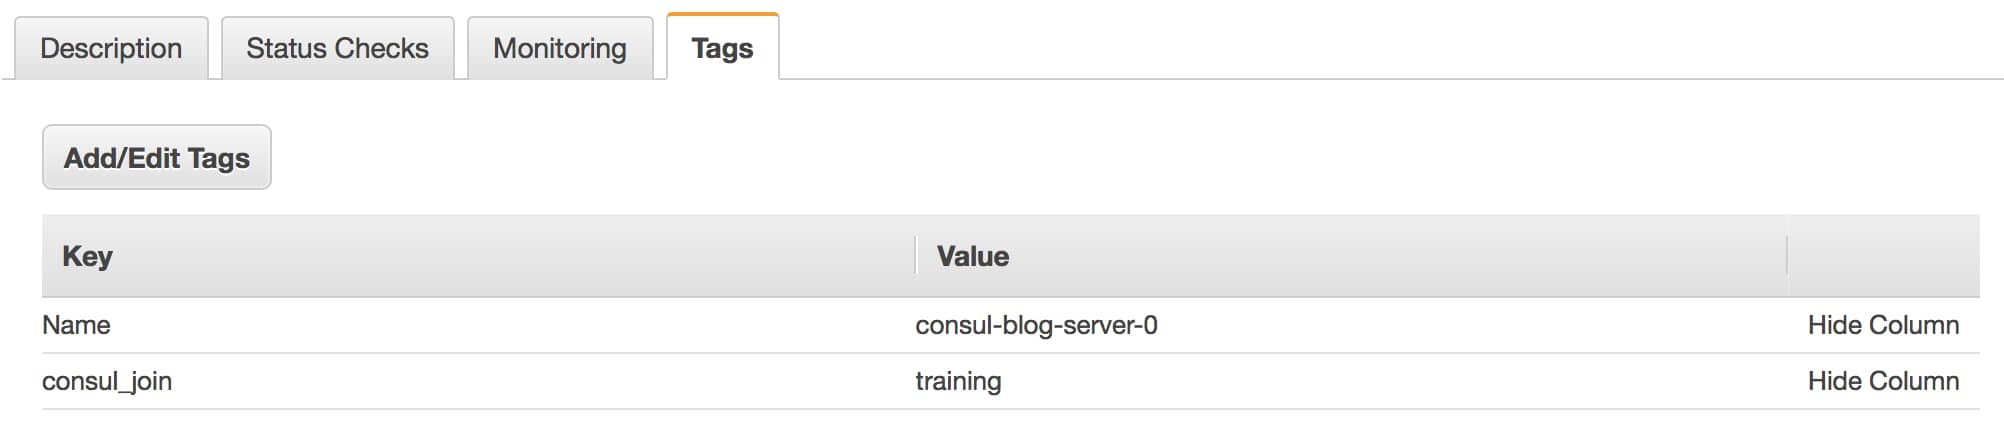 Description Status Checks Monitoring Tags
Add/Edit Tags
Key Value
Name consul-blog-server-0 Hide Column
consul_join training Hide Column